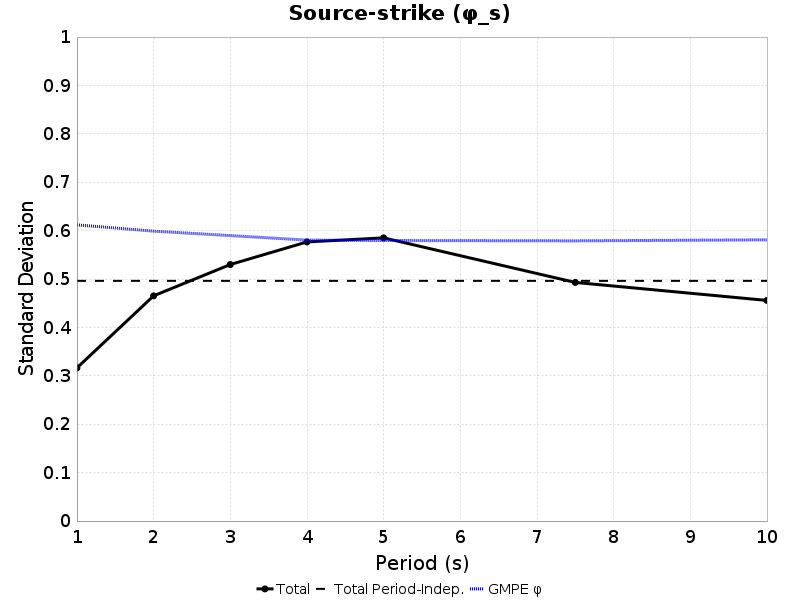 Source-strike (φ_s)
Standard Deviation
1
0.9
0.8
0.7
0.6
0.5
0.4
0.3
0.2
0.1
0
1 2 3 4 5 6 7 8 9 10
Period (s)
Total Total Period-Indep. GMPE φ